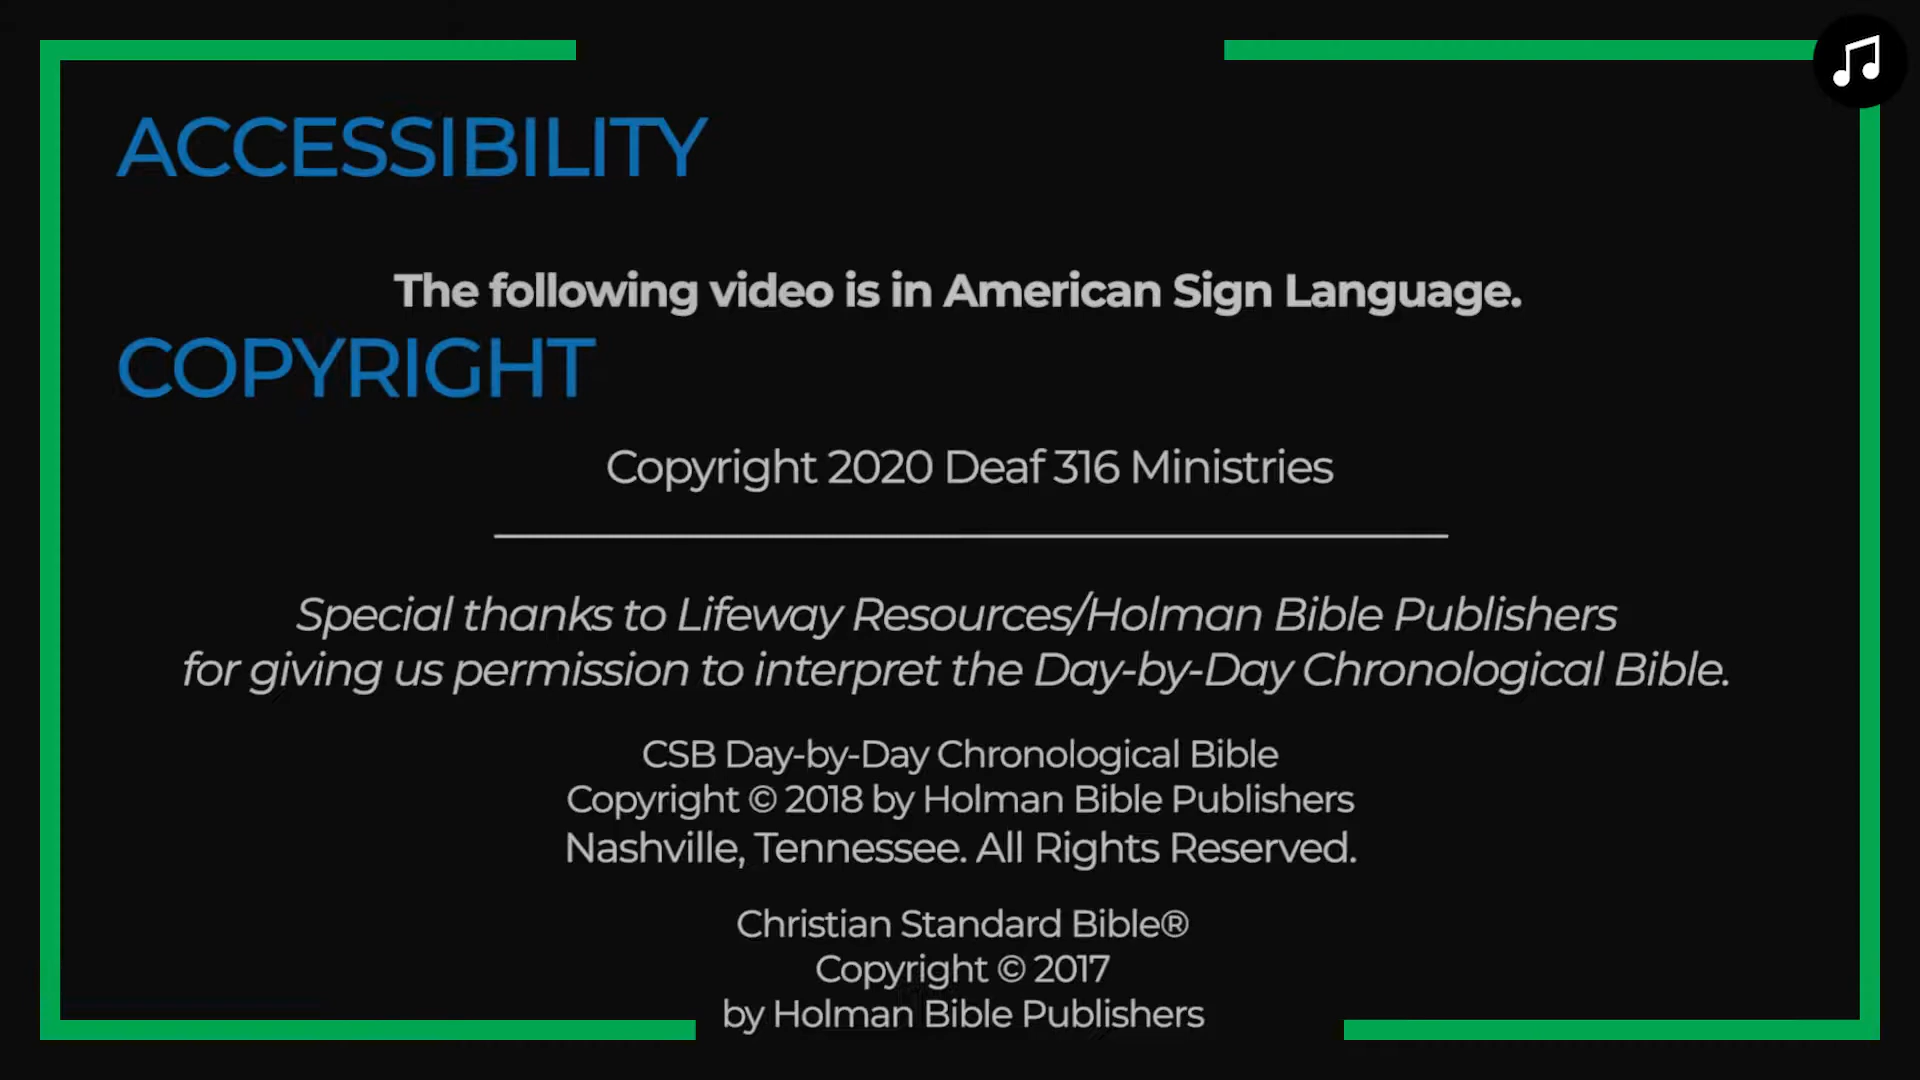 ACCESSIBILITY
The following video is in American Sign Language.
COPYRIGHT
Copyright 2020 Deaf 316 Ministries
Special thanks to Lifeway Resources/Holman Bible Publishers
for giving us permission to interpret the Day-by-Day Chronological Bible.
CSB Day-by-Day Chronological Bible
Copyright © 2018 by Holman Bible Publishers
Nashville, Tennessee. All Rights Reserved.
Christian Standard Bible®
Copyright © 2017
by Holman Bible Publishers